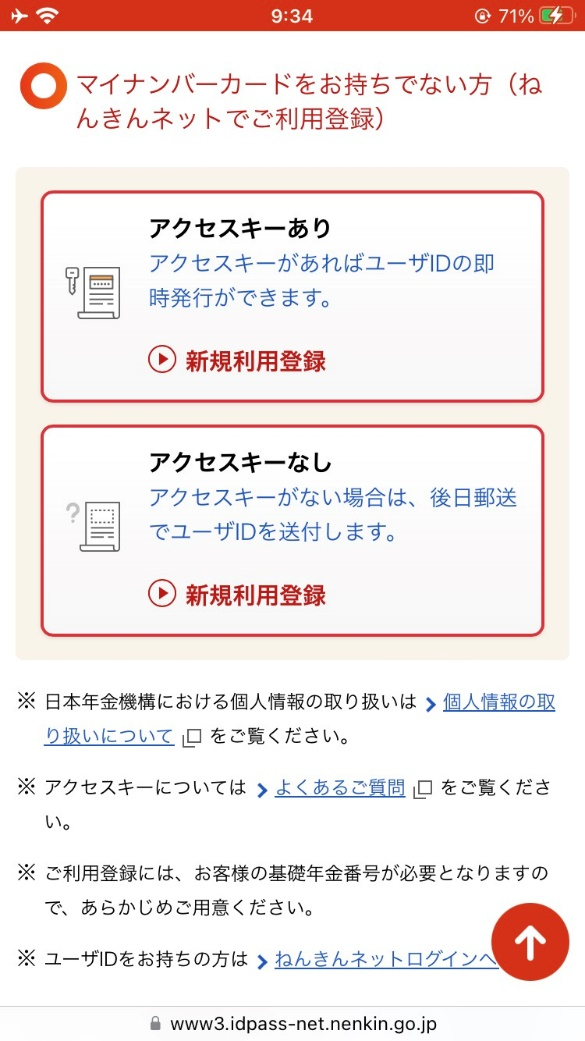 9:34
71%
マイナンバーカードをお持ちでない方（ね
んきんネットでご利用登録）
アクセスキーあり
アクセスキーがあればユーザIDの即
時発行ができます。
新規利用登録
アクセスキーなし
?
アクセスキーがない場合は、後日郵送
でユーザIDを送付します。
新規利用登録
※ 日本年金機構における個人情報の取り扱いは 個人情報の取
り扱いについて をご覧ください。
※ アクセスキーについては よくあるご質問 をご覧くださ
い。
※ ご利用登録には、お客様の基礎年金番号が必要となりますの
で、あらかじめご用意ください。
※ ユーザIDをお持ちの方は ねんきんネットログインへ
www3.idpass-net.nenkin.go.jp